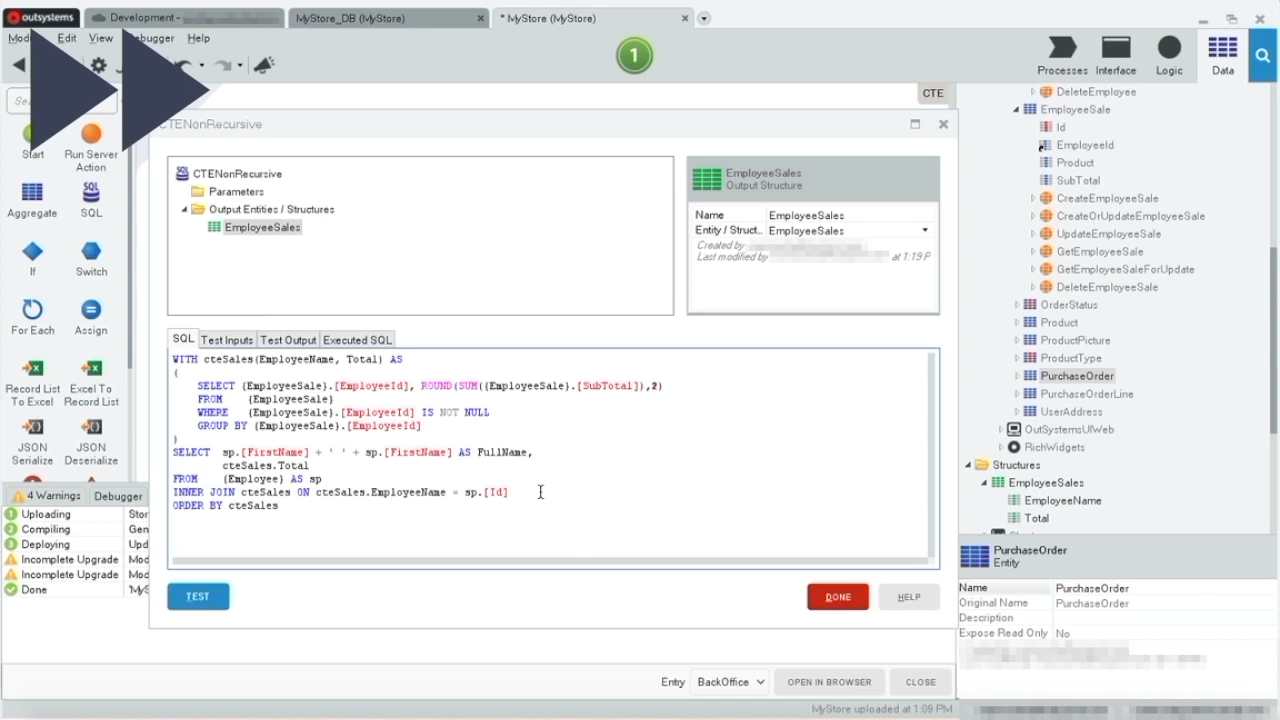 outsystems
Development -
MyStore_DB (MyStore)
* MyStore (MyStore)
Edit View Help
1
Processes Interface Logic Data
CTE
Start
Run Server
Action
Aggregate
SQL
If
Switch
For Each
Assign
Record List
To Excel
Excel To
Record List
JSON
Serialize
JSON
Deserialize
CTENonRecursive
CTENonRecursive
Parameters
Output Entities / Structures
EmployeeSales
EmployeeSales
Output Structure
Name EmployeeSales
Entity / Struct.. EmployeeSales
Created by
Last modified by at 1:19 P
SQL Test Inputs Test Output Executed SQL
WITH cteSales(EmployeeName, Total) AS
(
SELECT {EmployeeSale}.[EmployeeId], ROUND(SUM({EmployeeSale}.[SubTotal]),2)
FROM {EmployeeSale}
WHERE {EmployeeSale}.[EmployeeId] IS NOT NULL
GROUP BY {EmployeeSale}.[EmployeeId]
)
SELECT sp.[FirstName] + ' ' + sp.[FirstName] AS FullName,
cteSales.Total
FROM {Employee} AS sp
INNER JOIN cteSales ON cteSales.EmployeeName = sp.[Id]
ORDER BY cteSales
TEST DONE HELP
4 Warnings Debugger
1 Uploading Stor
2 Compiling Gen
3 Deploying Upd
Incomplete Upgrade Mod
Incomplete Upgrade Mod
Done 'MyS
Entry BackOffice OPEN IN BROWSER CLOSE
MyStore uploaded at 1:09 PM
DeleteEmployee
EmployeeSale
Id
EmployeeId
Product
SubTotal
CreateEmployeeSale
CreateOrUpdateEmployeeSale
UpdateEmployeeSale
GetEmployeeSale
GetEmployeeSaleForUpdate
DeleteEmployeeSale
OrderStatus
Product
ProductPicture
ProductType
PurchaseOrder
PurchaseOrderLine
UserAddress
OutSystemsUIWeb
RichWidgets
Structures
EmployeeSales
EmployeeName
Total
PurchaseOrder
Entity
Name PurchaseOrder
Original Name PurchaseOrder
Description
Expose Read Only No